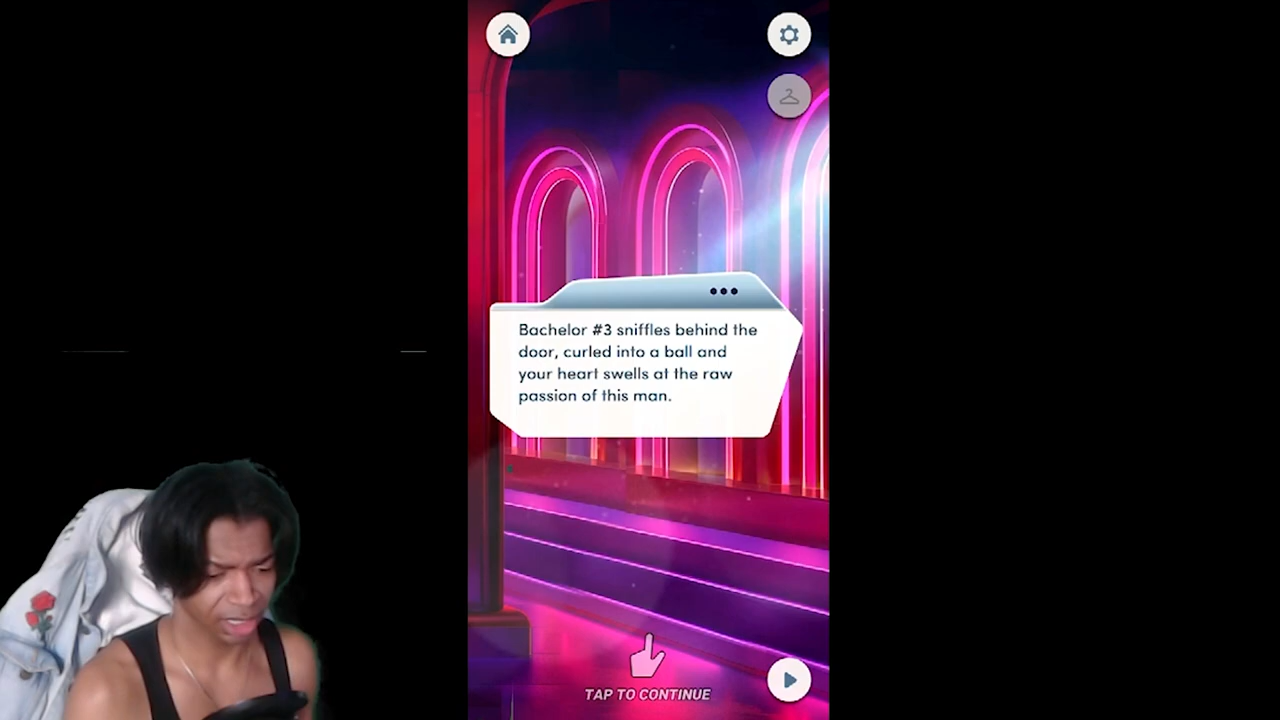 Bachelor #3 sniffles behind the
door, curled into a ball and
your heart swells at the raw
passion of this man.
TAP TO CONTINUE